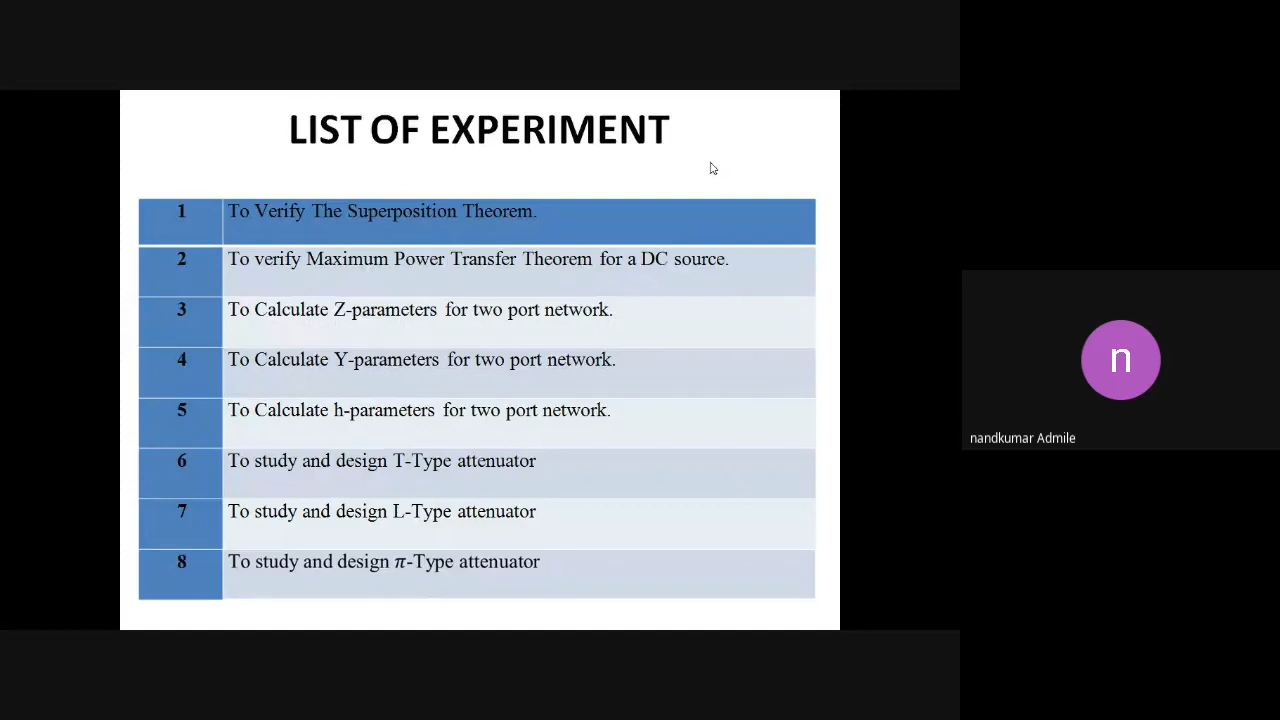 LIST OF EXPERIMENT
1 To Verify The Superposition Theorem.
2 To verify Maximum Power Transfer Theorem for a DC source.
3 To Calculate Z-parameters for two port network.
4 To Calculate Y-parameters for two port network.
5 To Calculate h-parameters for two port network.
6 To study and design T-Type attenuator
7 To study and design L-Type attenuator
8 To study and design π-Type attenuator
n
nandkumar Admile